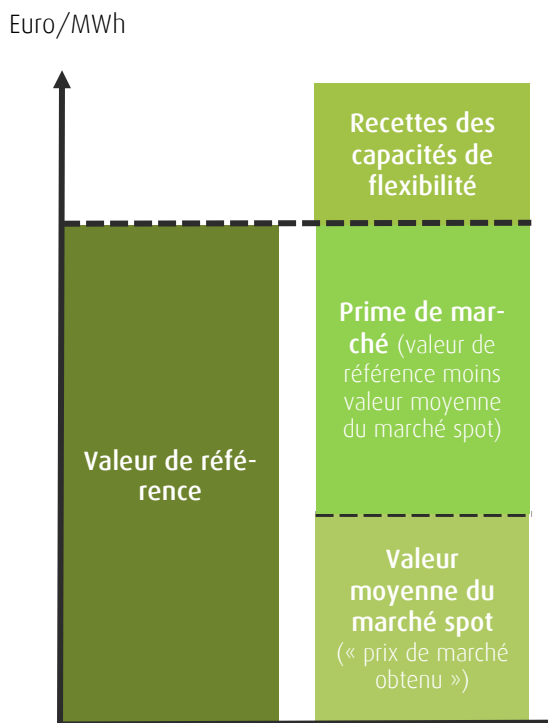 Euro/MWh
Recettes des
capacités de
flexibilité
Prime de mar-
ché (valeur de
référence moins
valeur moyenne
du marché spot)
Valeur de réfé-
rence
Valeur
moyenne du
marché spot
(« prix de marché
obtenu »)